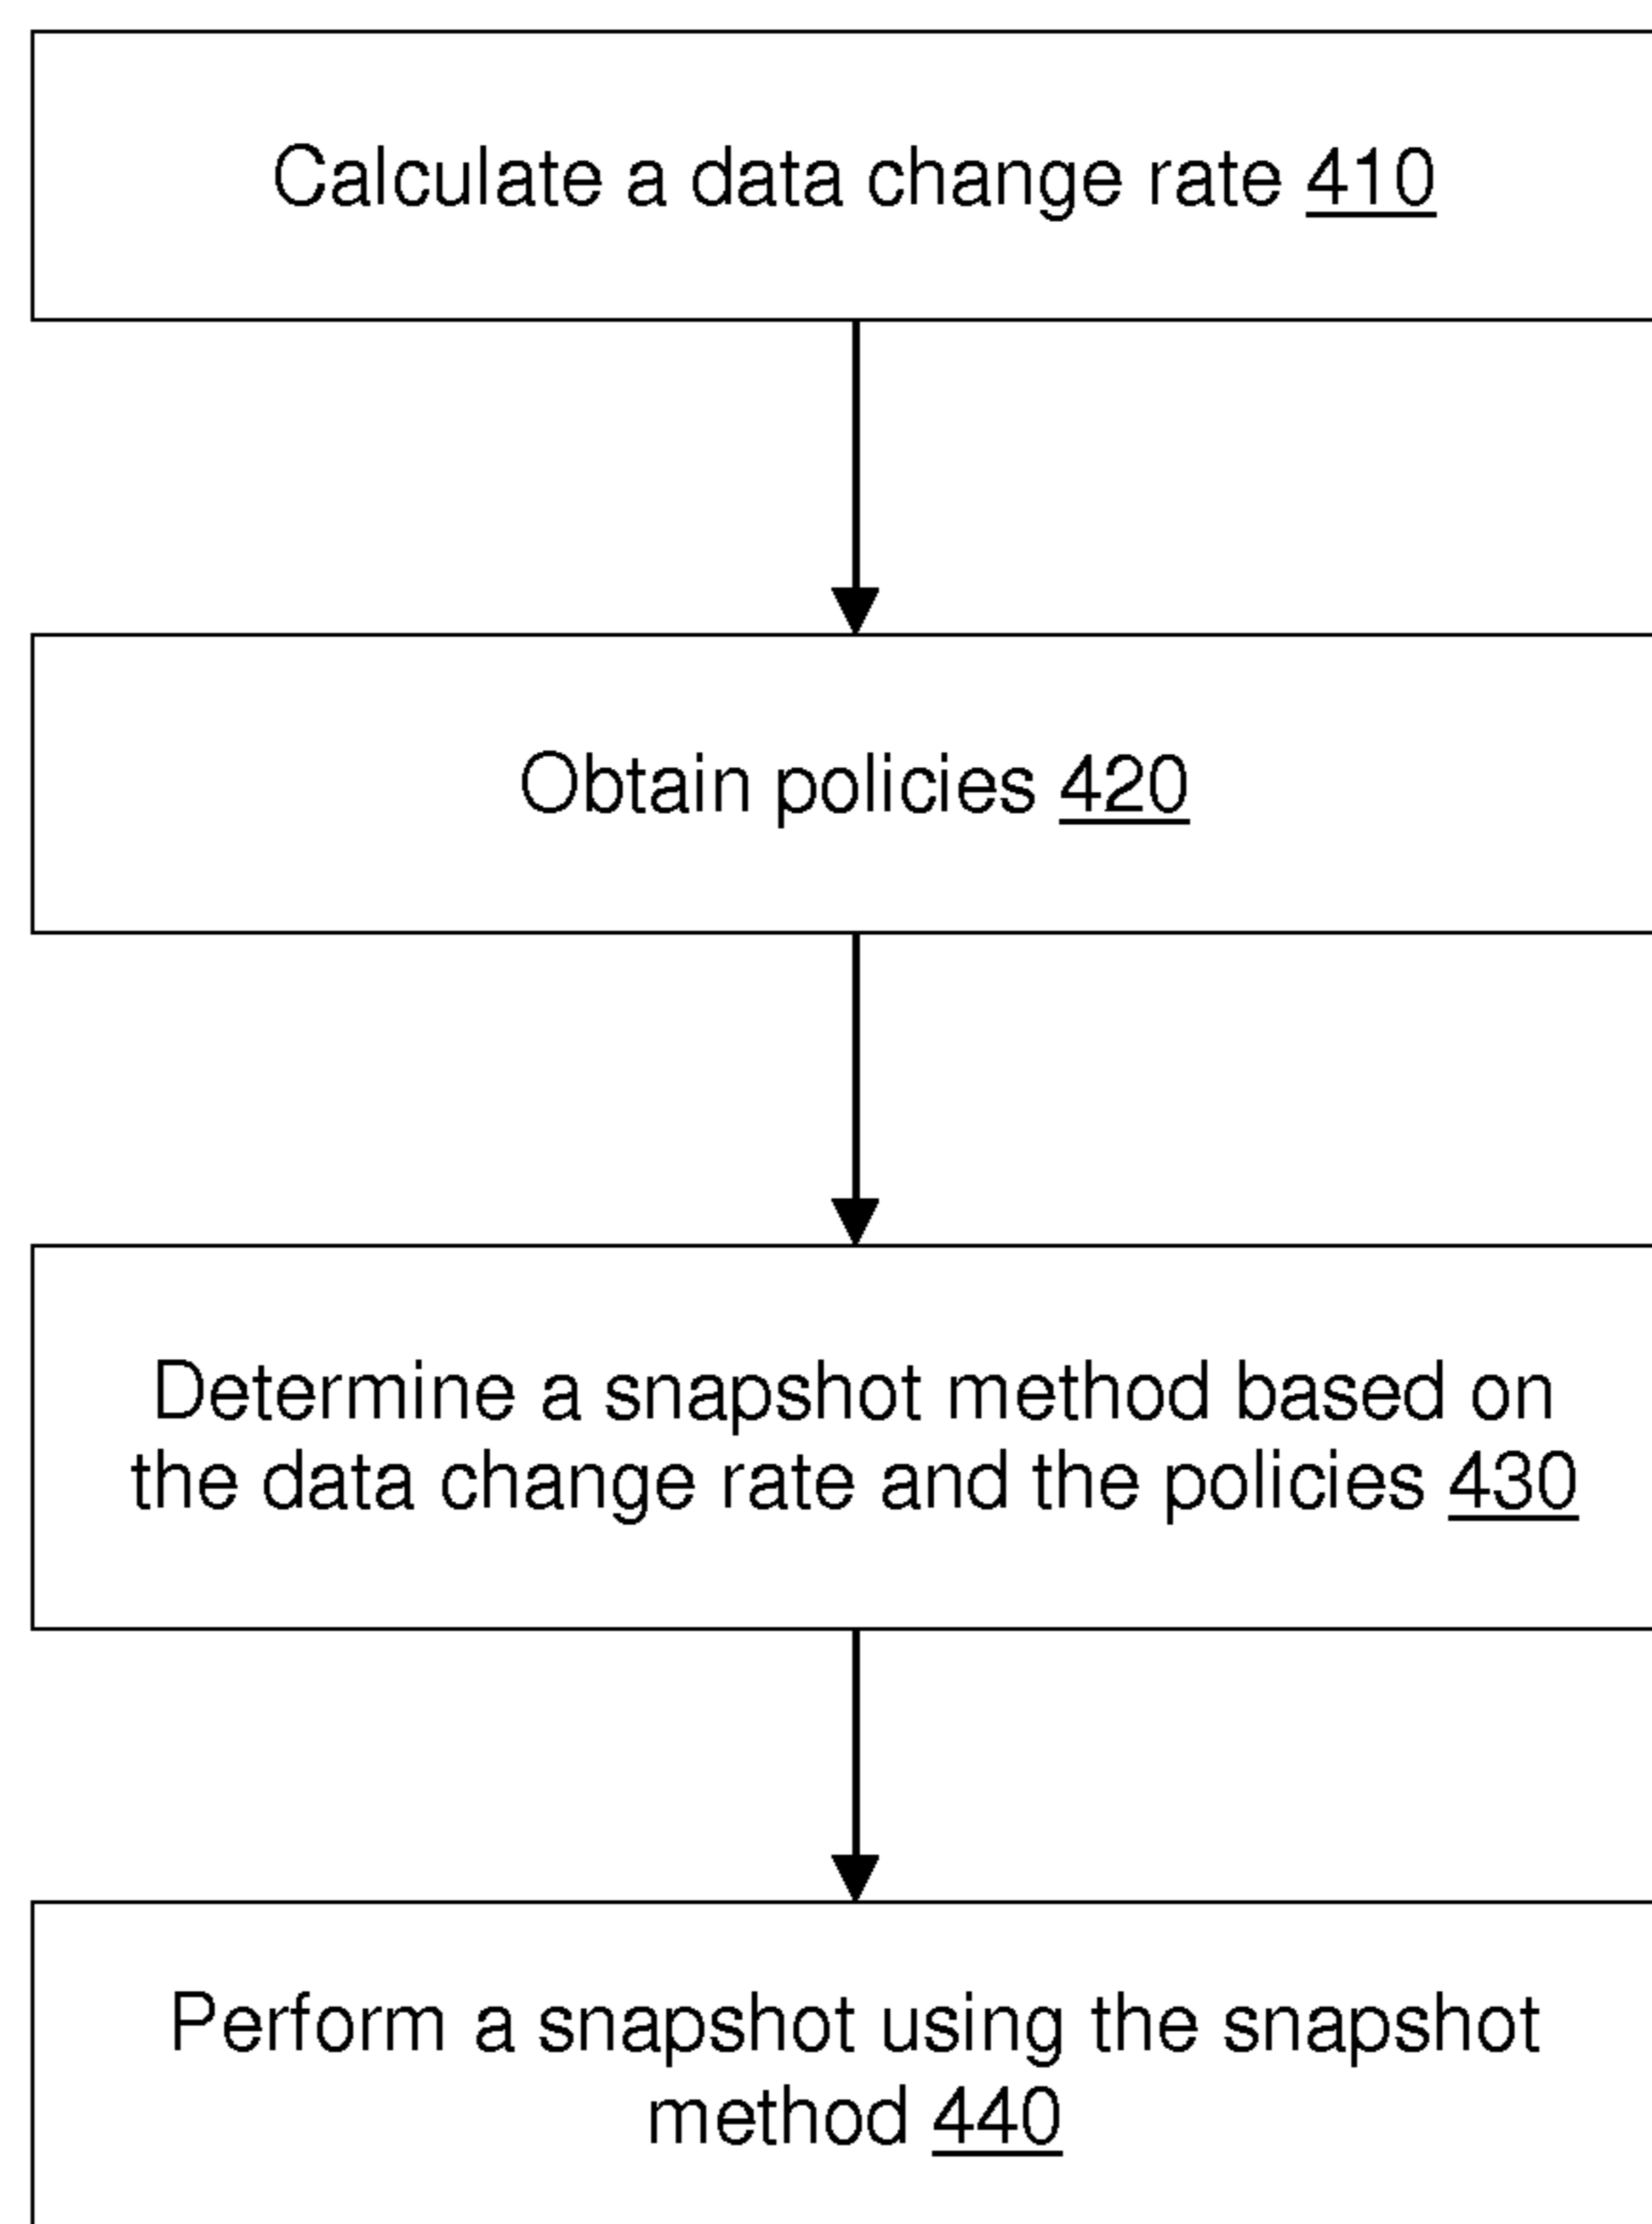 Calculate a data change rate 410
Obtain policies 420
Determine a snapshot method based on
the data change rate and the policies 430
Perform a snapshot using the snapshot
method 440